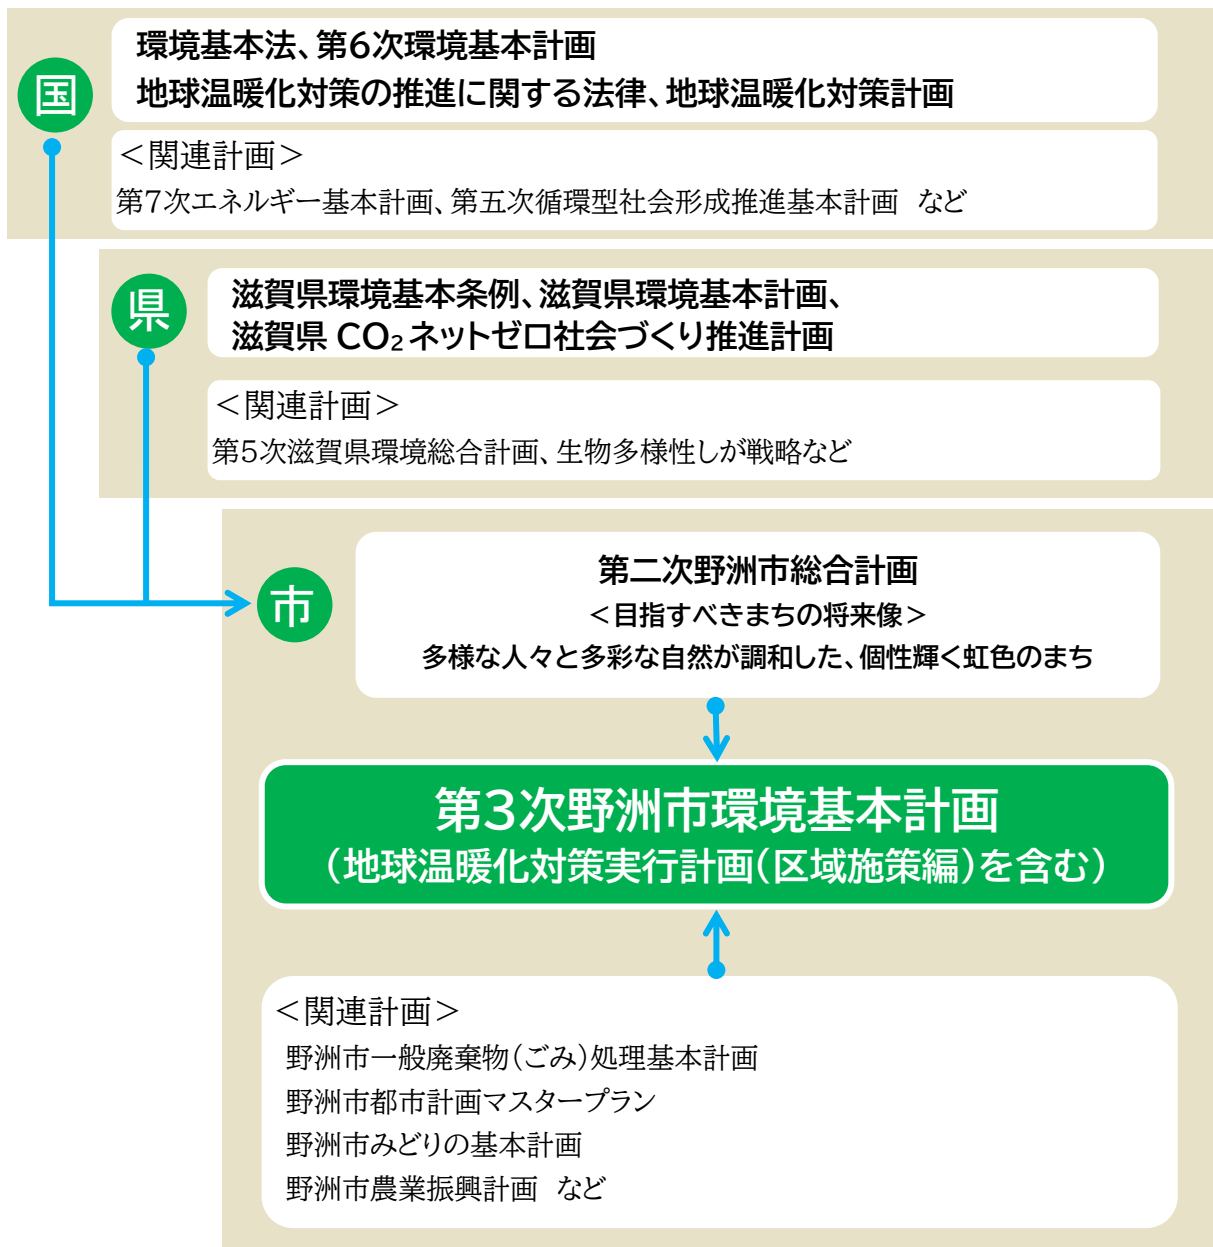 国
環境基本法、第6次環境基本計画
地球温暖化対策の推進に関する法律、地球温暖化対策計画
＜関連計画＞
第7次エネルギー基本計画、第五次循環型社会形成推進基本計画　など
県
滋賀県環境基本条例、滋賀県環境基本計画、
滋賀県 CO₂ネットゼロ社会づくり推進計画
＜関連計画＞
第5次滋賀県環境総合計画、生物多様性しが戦略など
市
第二次野洲市総合計画
＜目指すべきまちの将来像＞
多様な人々と多彩な自然が調和した、個性輝く虹色のまち
第3次野洲市環境基本計画
（地球温暖化対策実行計画（区域施策編）を含む）
＜関連計画＞
野洲市一般廃棄物（ごみ）処理基本計画
野洲市都市計画マスタープラン
野洲市みどりの基本計画
野洲市農業振興計画　など